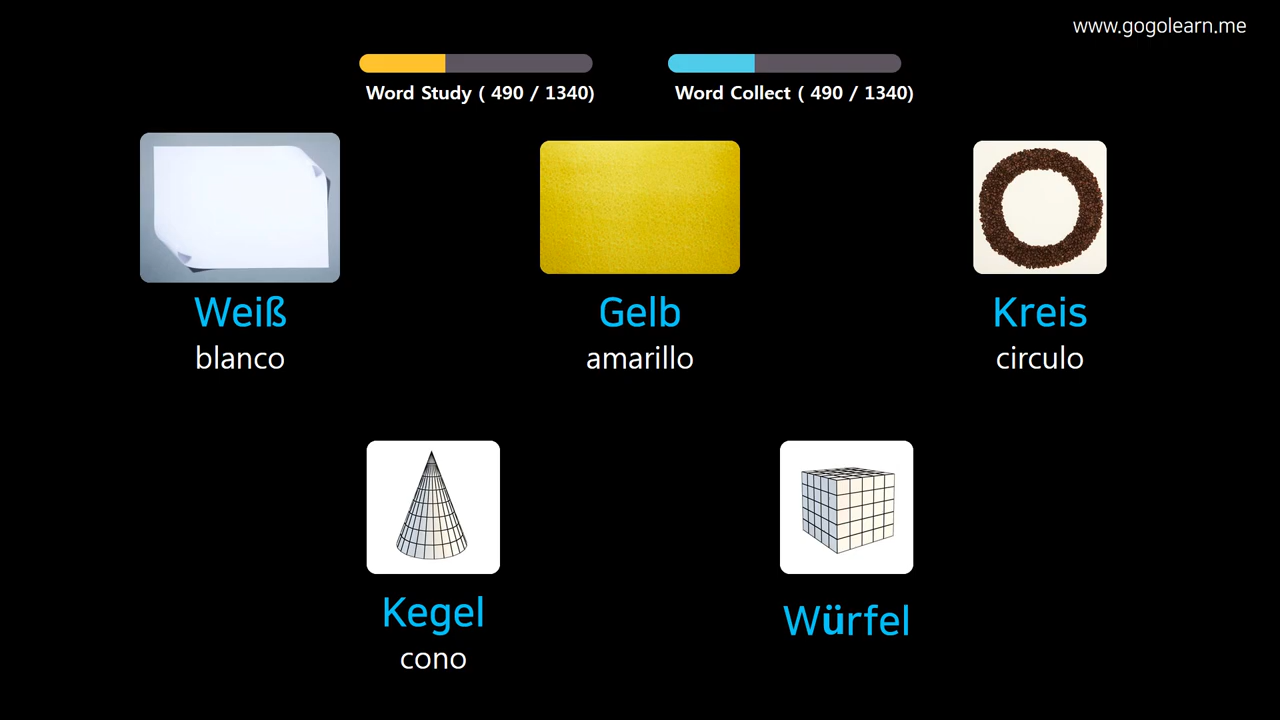 www.gogolearn.me
Word Study ( 490 / 1340)
Word Collect ( 490 / 1340)
Weiß
blanco
Gelb
amarillo
Kreis
circulo
Kegel
cono
Würfel